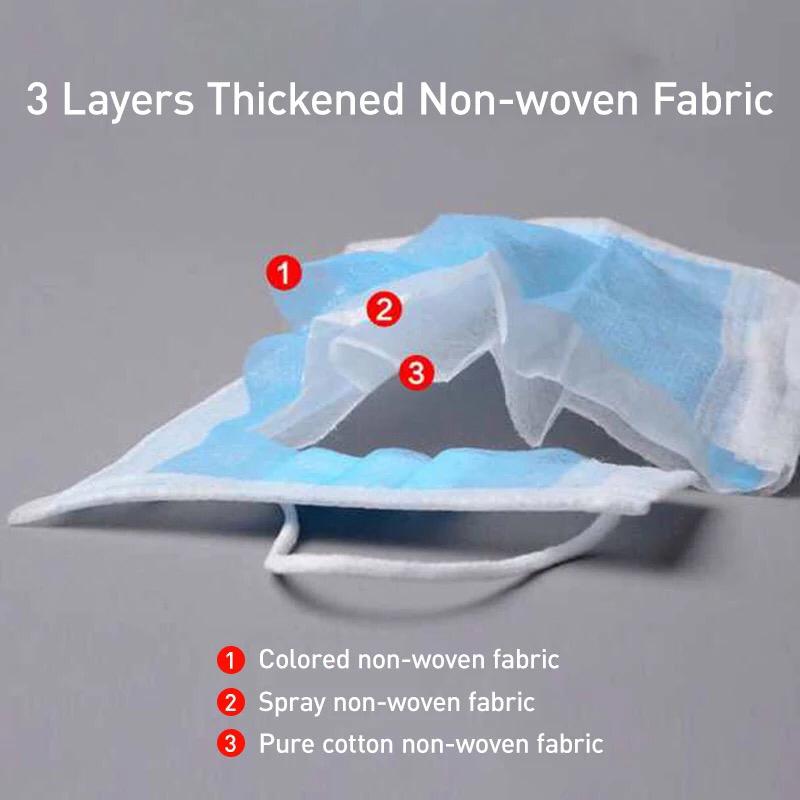 3 Layers Thickened Non-woven Fabric
1
2
3
1 Colored non-woven fabric
2 Spray non-woven fabric
3 Pure cotton non-woven fabric